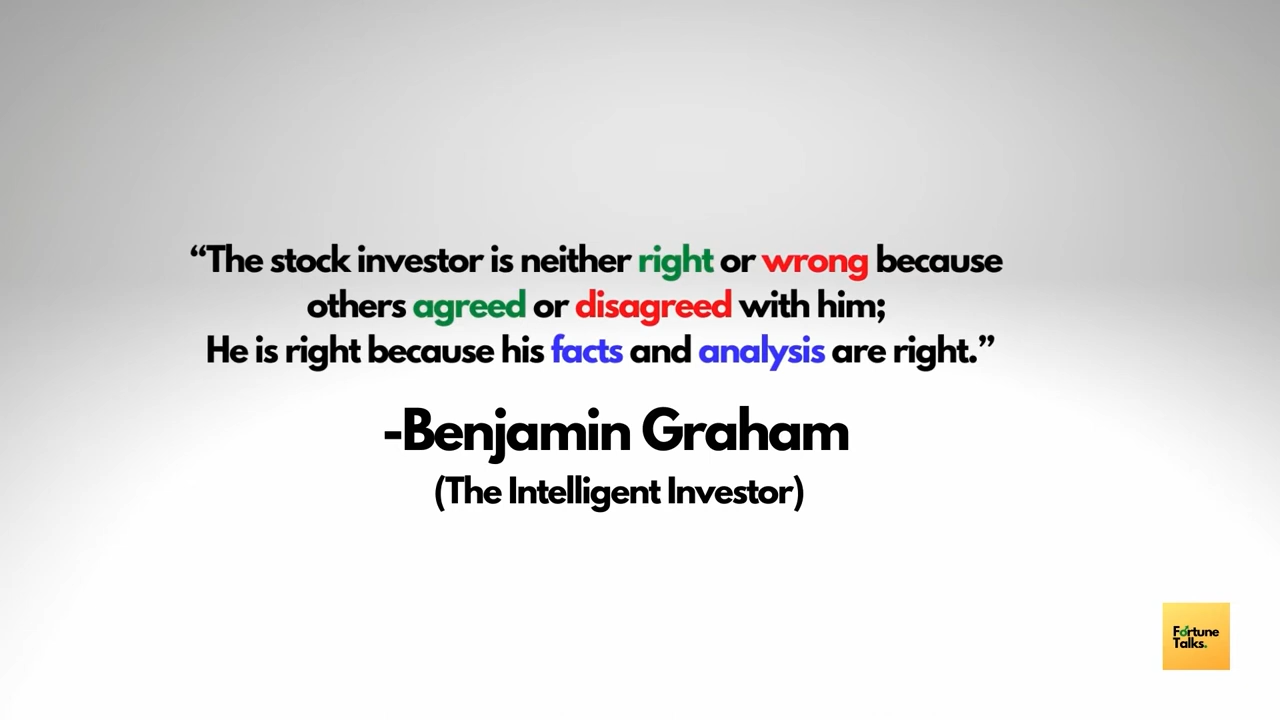 “The stock investor is neither right or wrong because
others agreed or disagreed with him;
He is right because his facts and analysis are right.”
-Benjamin Graham
(The Intelligent Investor)
Fortune
Talks.